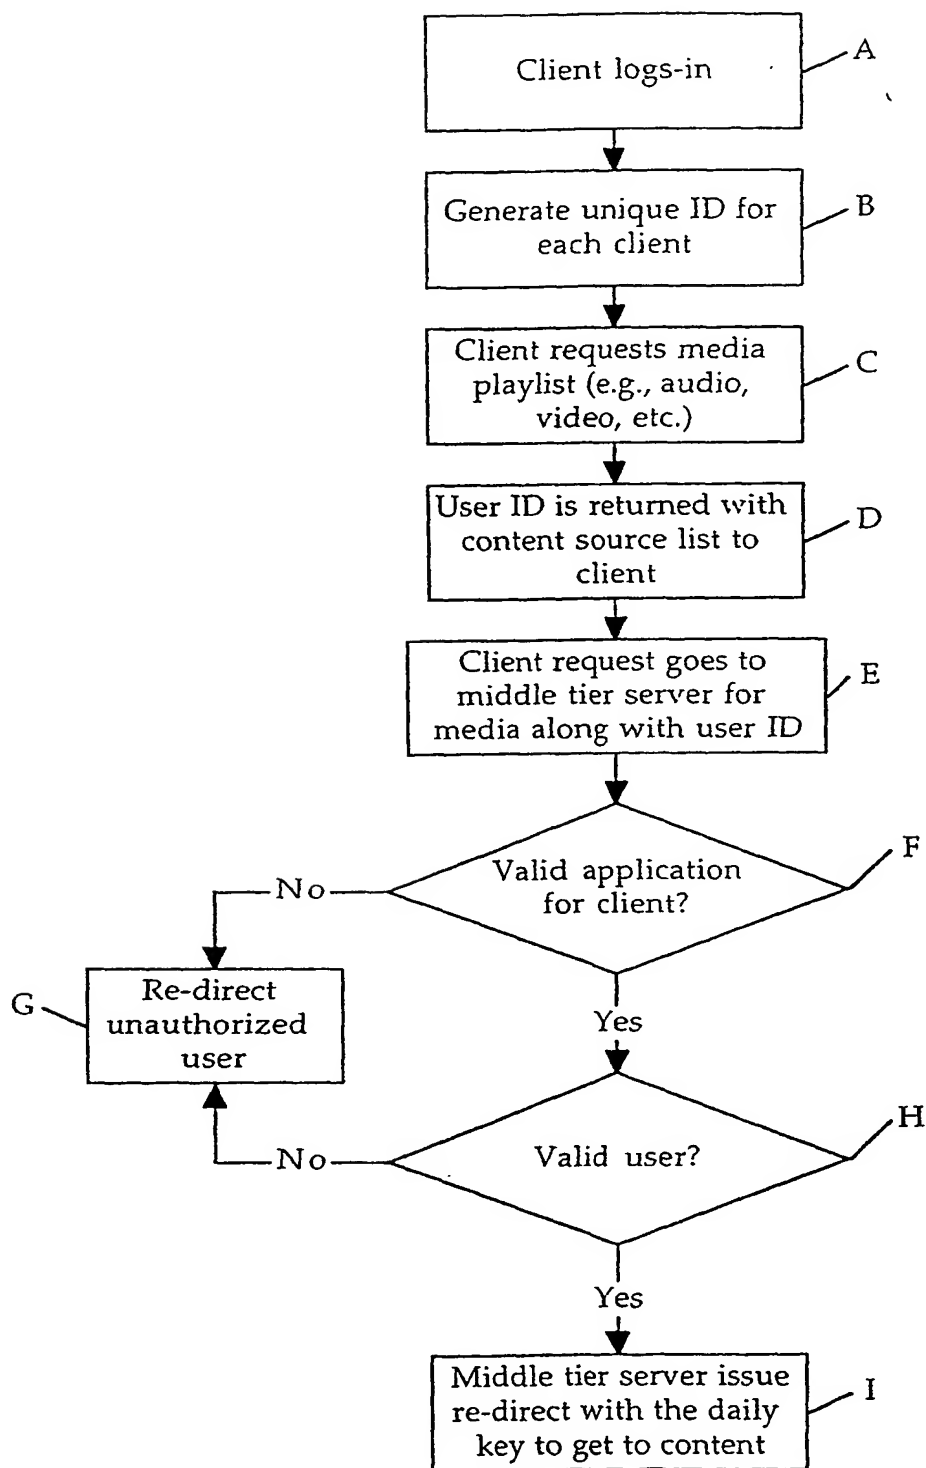 Client logs-in
A
Generate unique ID for
each client
B
Client requests media
playlist (e.g., audio,
video, etc.)
C
User ID is returned with
content source list to
client
D
Client request goes to
middle tier server for
media along with user ID
E
Valid application
for client?
F
No
Re-direct
unauthorized
user
G
Yes
Valid user?
H
No
Yes
Middle tier server issue
re-direct with the daily
key to get to content
I